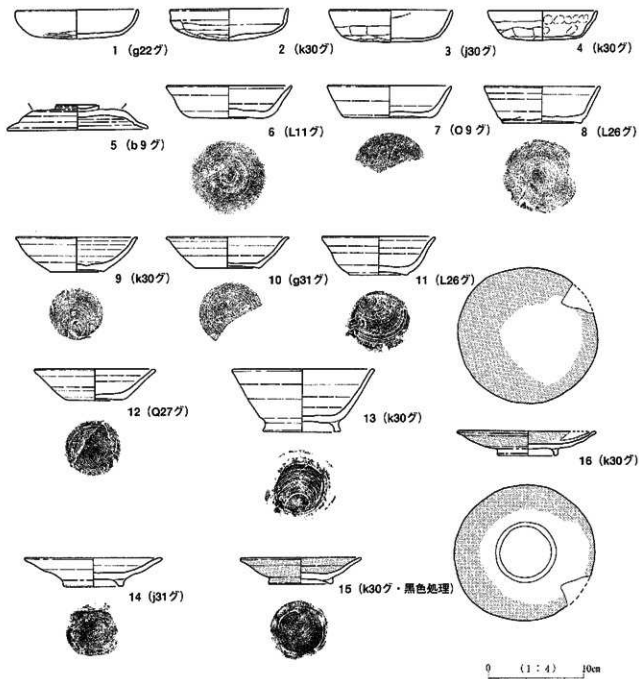 1 (g22グ)
2 (k30グ)
3 (j30グ)
4 (k30グ)
5 (b9グ)
6 (L11グ)
7 (O9グ)
8 (L26グ)
9 (k30グ)
10 (g31グ)
11 (L26グ)
12 (Q27グ)
13 (k30グ)
16 (k30グ)
14 (j31グ)
15 (k30グ・黒色処理)
0 (1:4) 10cm